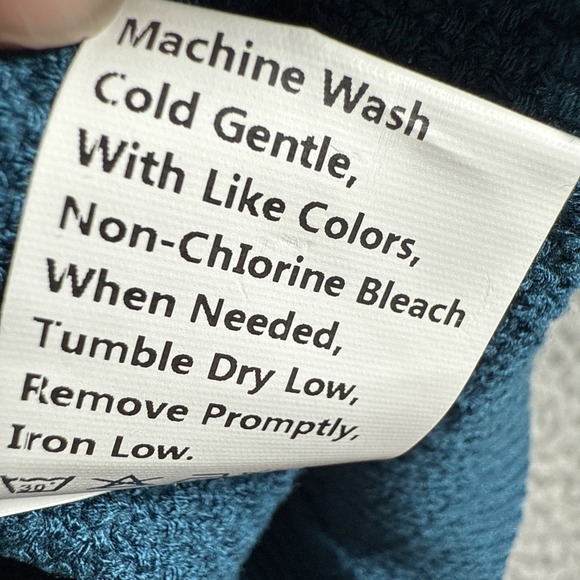 Machine Wash
Cold Gentle,
With Like Colors,
Non-ChIorine Bleach
When Needed,
Tumble Dry Low,
Remove Promptly,
Iron Low.
30°